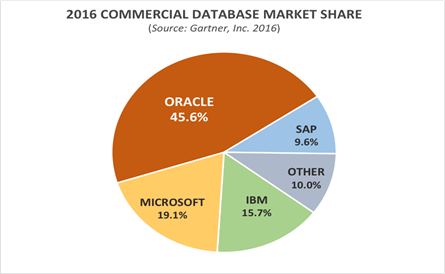 2016 COMMERCIAL DATABASE MARKET SHARE
(Source: Gartner, Inc. 2016)
ORACLE
45.6%
SAP
9.6%
OTHER
10.0%
IBM
15.7%
MICROSOFT
19.1%